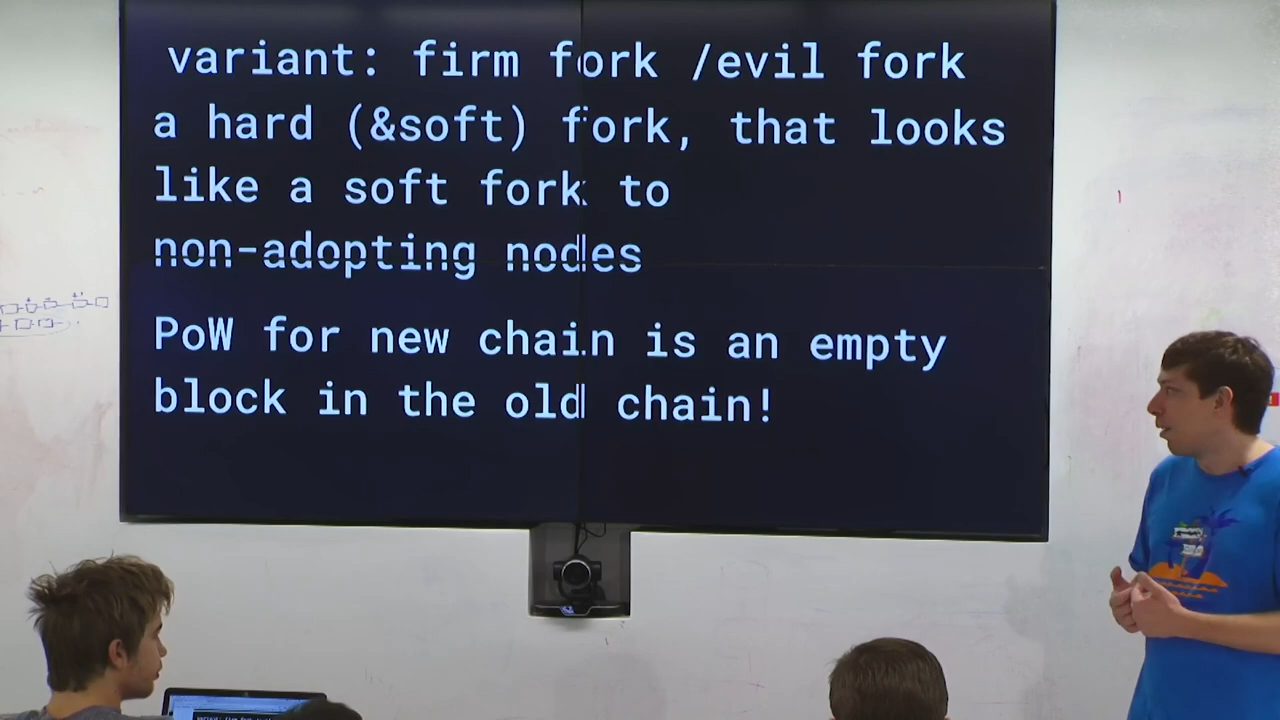 variant: firm fork /evil fork
a hard (&soft) fork, that looks
like a soft fork to
non-adopting nodes
PoW for new chain is an empty
block in the old chain!